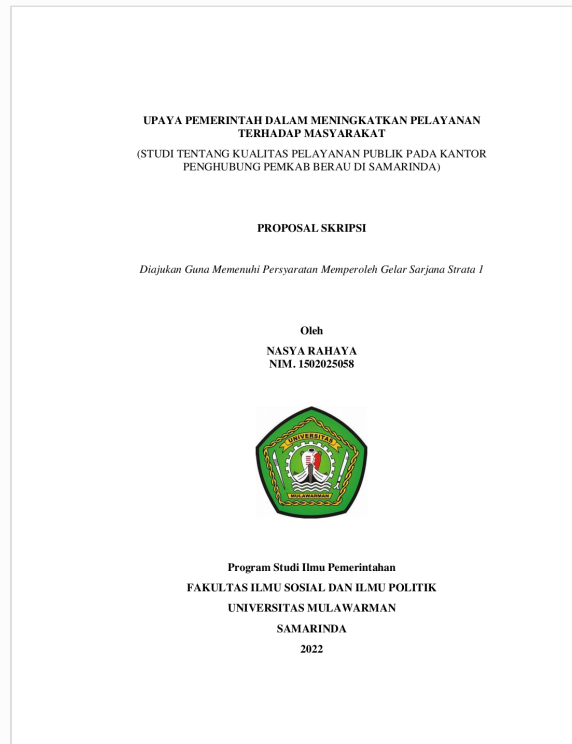 UPAYA PEMERINTAH DALAM MENINGKATKAN PELAYANAN
TERHADAP MASYARAKAT
(STUDI TENTANG KUALITAS PELAYANAN PUBLIK PADA KANTOR
PENGHUBUNG PEMKAB BERAU DI SAMARINDA)
PROPOSAL SKRIPSI
Diajukan Guna Memenuhi Persyaratan Memperoleh Gelar Sarjana Strata 1
Oleh
NASYA RAHAYA
NIM. 1502025058
UNIVERSITAS
MULAWARMAN
Program Studi Ilmu Pemerintahan
FAKULTAS ILMU SOSIAL DAN ILMU POLITIK
UNIVERSITAS MULAWARMAN
SAMARINDA
2022